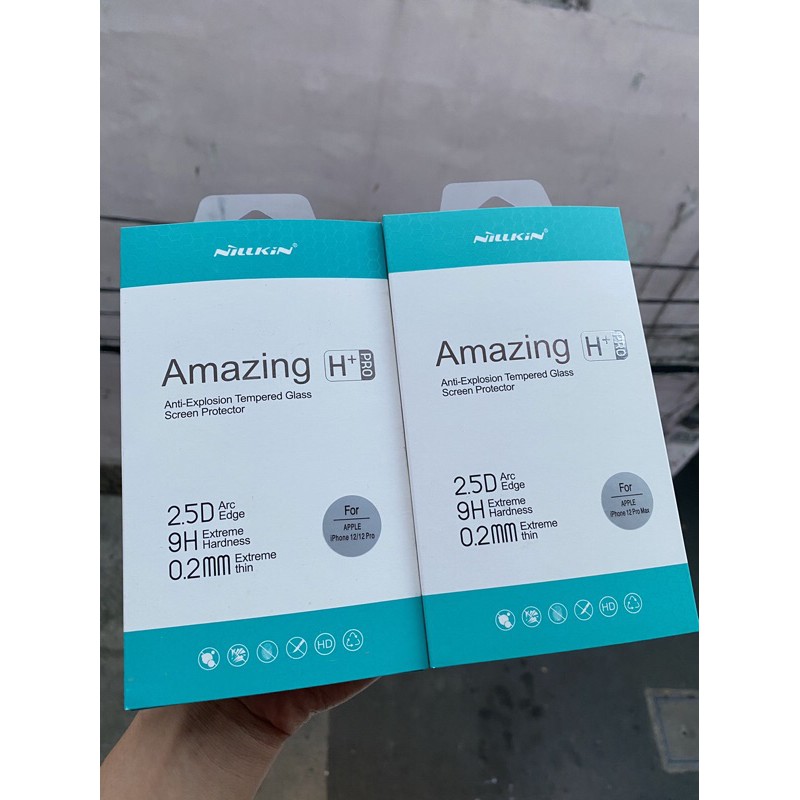 NILLKIN®
Amazing H+ PRO
Anti-Explosion Tempered Glass
Screen Protector
2.5D Arc Edge
9H Extreme Hardness
0.2mm Extreme thin
For
APPLE
iPhone 12/12 Pro
HD
NILLKIN®
Amazing H+ PRO
Anti-Explosion Tempered Glass
Screen Protector
2.5D Arc Edge
9H Extreme Hardness
0.2mm Extreme thin
For
APPLE
iPhone 12 Pro Max
HD